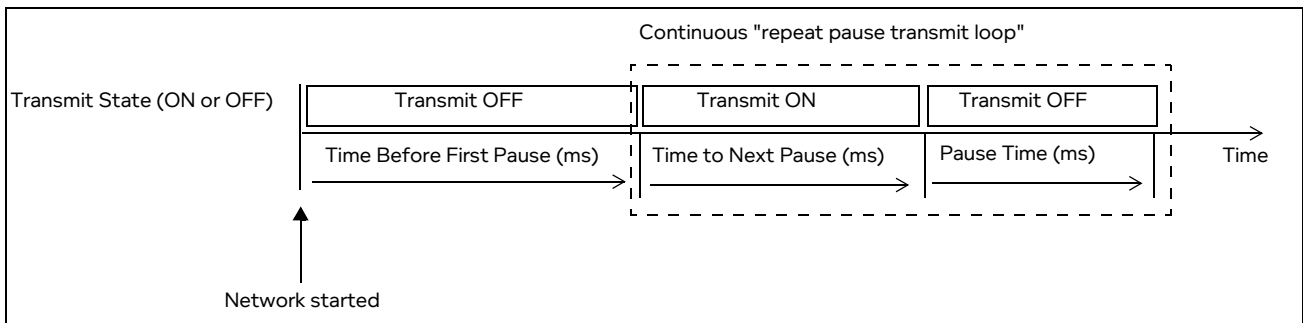 Continuous "repeat pause transmit loop"
Transmit State (ON or OFF)
Transmit OFF
Transmit ON
Transmit OFF
Time Before First Pause (ms)
Time to Next Pause (ms)
Pause Time (ms)
Time
Network started